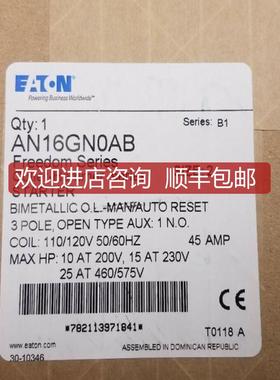 EATON
Powering Business Worldwide
Qty: 1
Series: B1
AN16GN0AB
Freedom Series
欢迎进店咨询 顺丰包邮
STARTER
BIMETALLIC O.L.-MAN/AUTO RESET
3 POLE, OPEN TYPE AUX: 1 N.O.
COIL: 110/120V 50/60HZ 45 AMP
MAX HP: 10 AT 200V, 15 AT 230V
25 AT 460/575V
*782113971841*
T0118 A
www.eaton.com
ASSEMBLED IN DOMINICAN REPUBLIC
30-10346